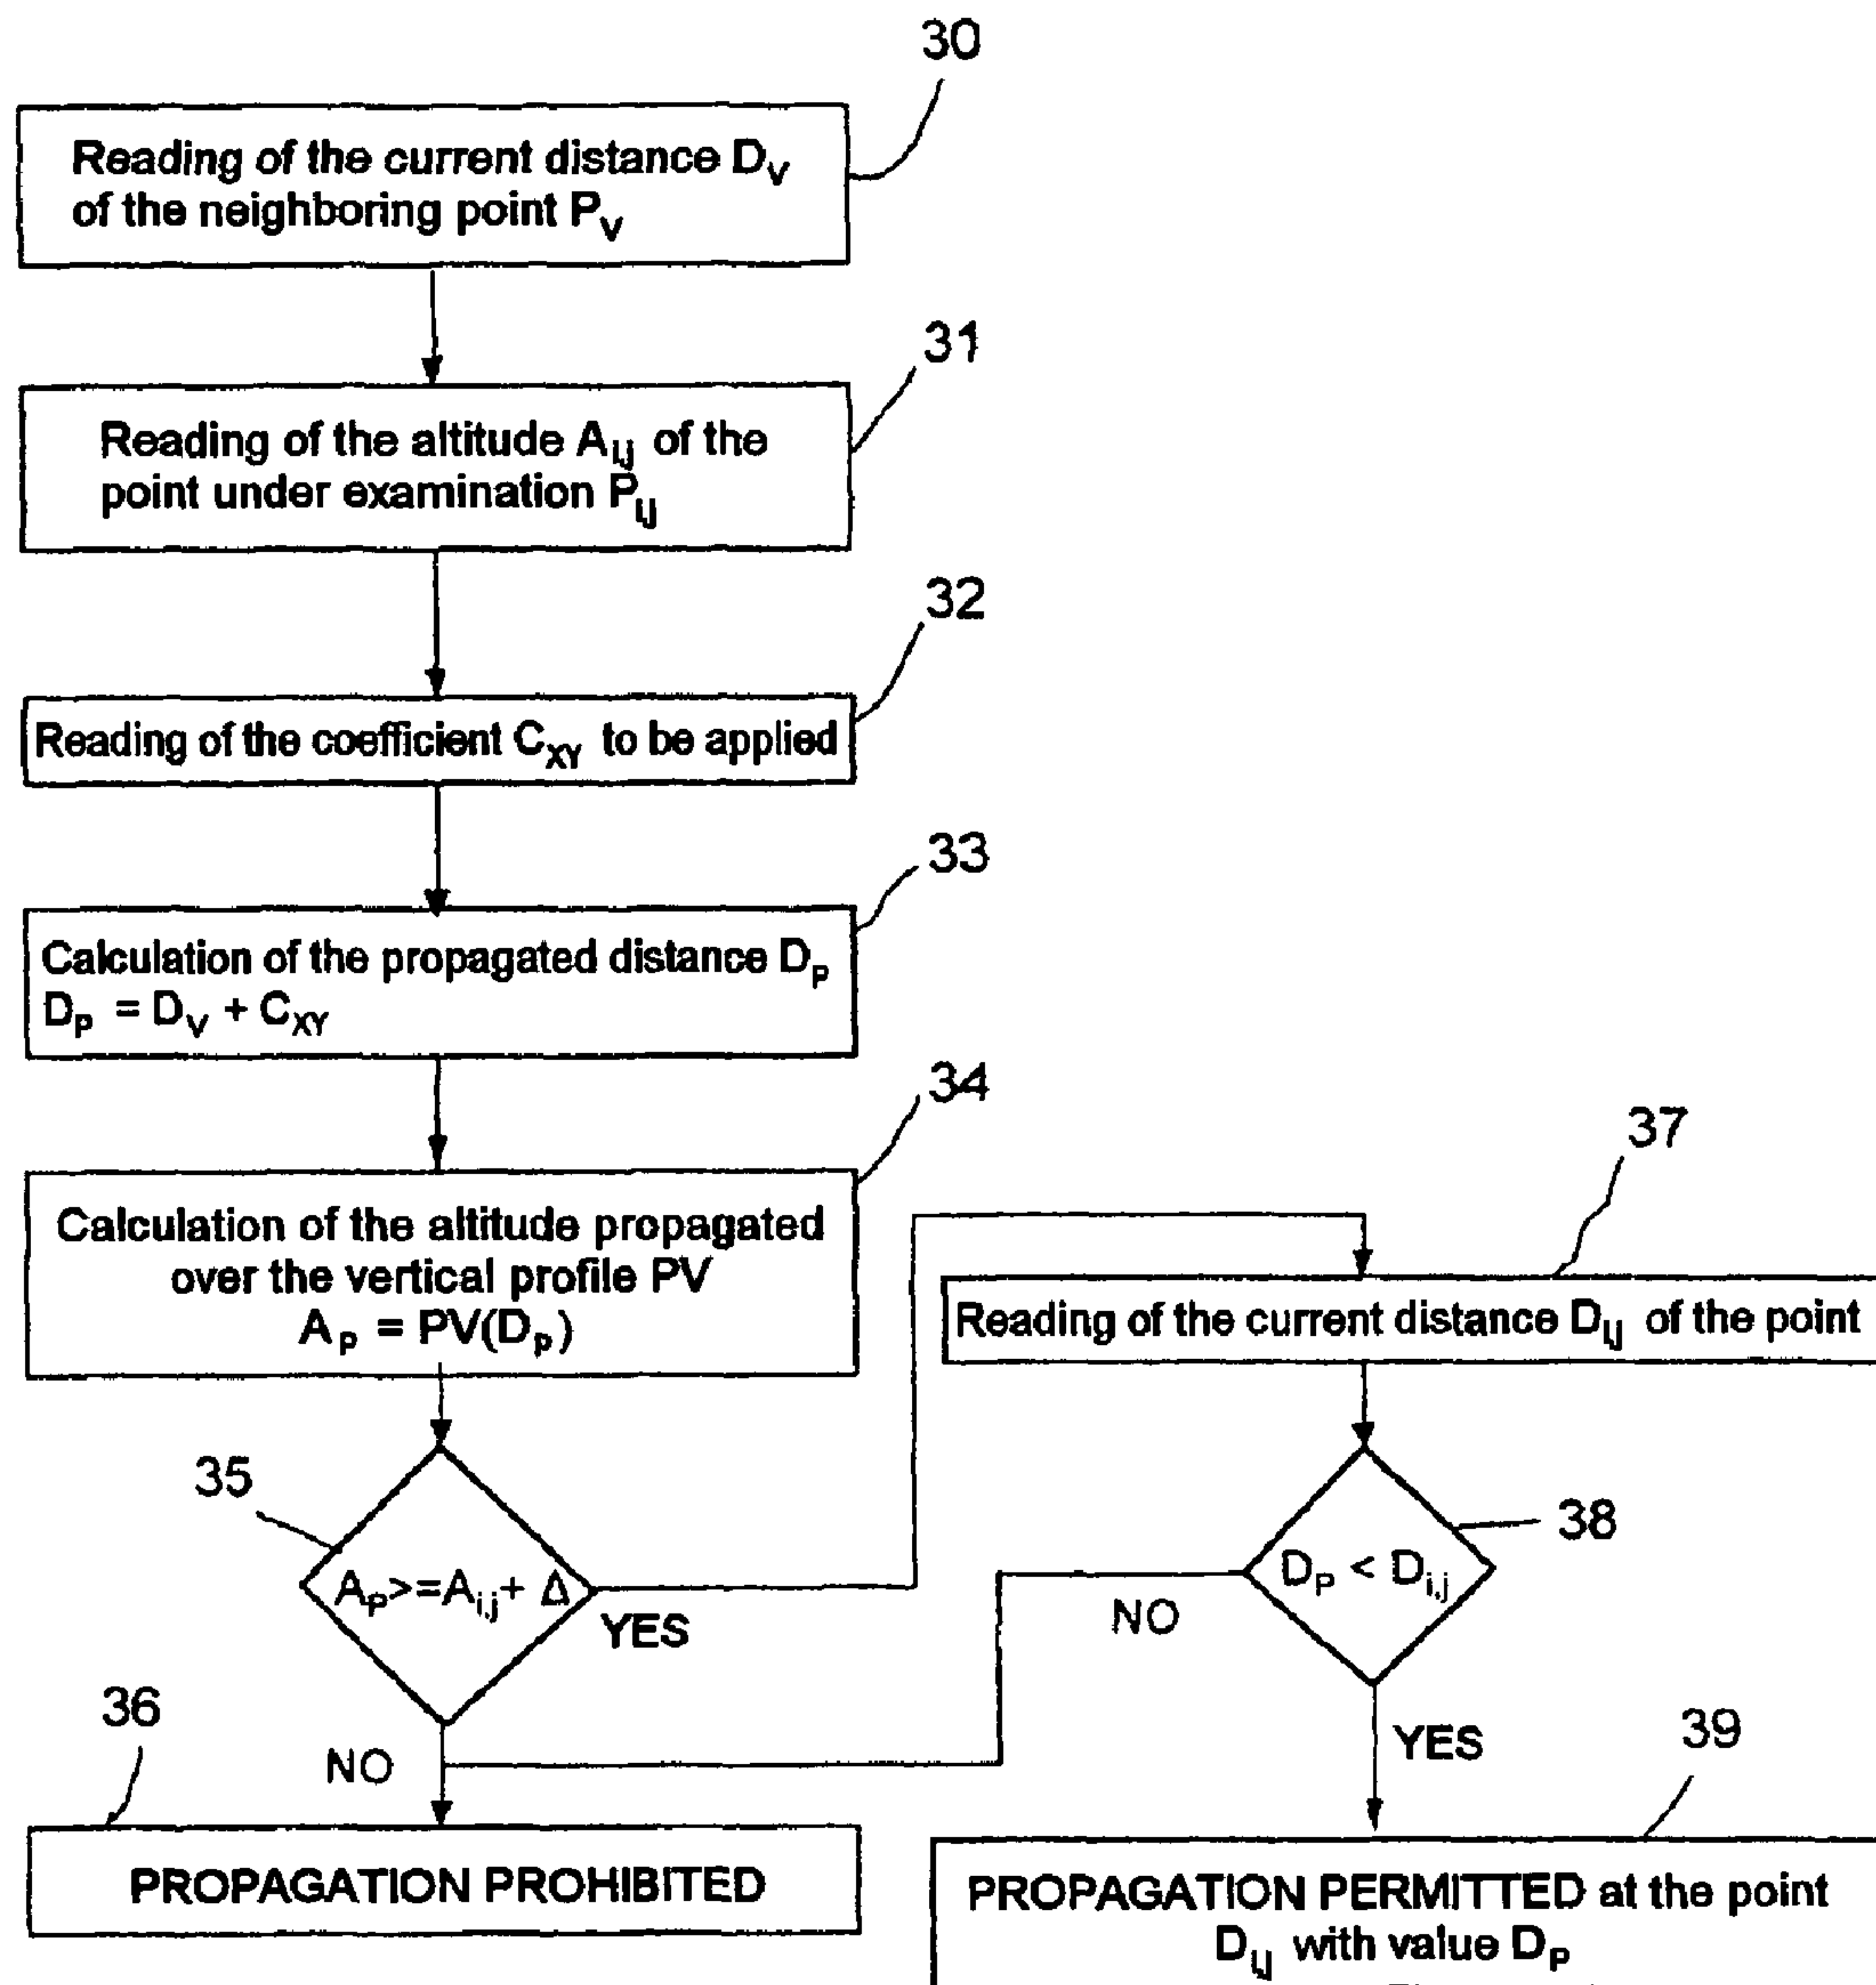 30
Reading of the current distance D_V
of the neighboring point P_V
31
Reading of the altitude A_ij of the
point under examination P_ij
32
Reading of the coefficient C_XY to be applied
33
Calculation of the propagated distance D_P
D_P = D_V + C_XY
34
Calculation of the altitude propagated
over the vertical profile PV
A_P = PV(D_P)
37
Reading of the current distance D_ij of the point
35
A_P>=A_i,j+ Δ
YES
38
D_P < D_i,j
NO
36
NO
YES
39
PROPAGATION PROHIBITED
PROPAGATION PERMITTED at the point
D_ij with value D_P